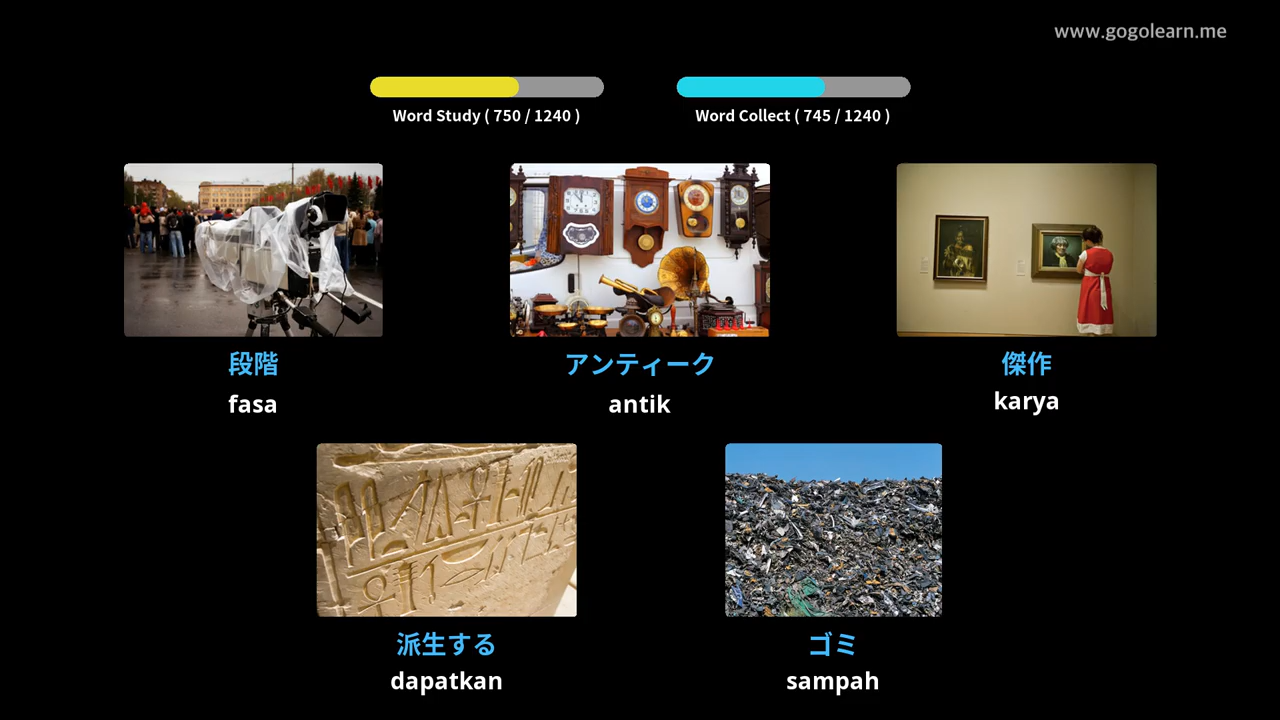 www.gogolearn.me
Word Study ( 750 / 1240 )
Word Collect ( 745 / 1240 )
段階
fasa
アンティーク
antik
傑作
karya
派生する
dapatkan
ゴミ
sampah